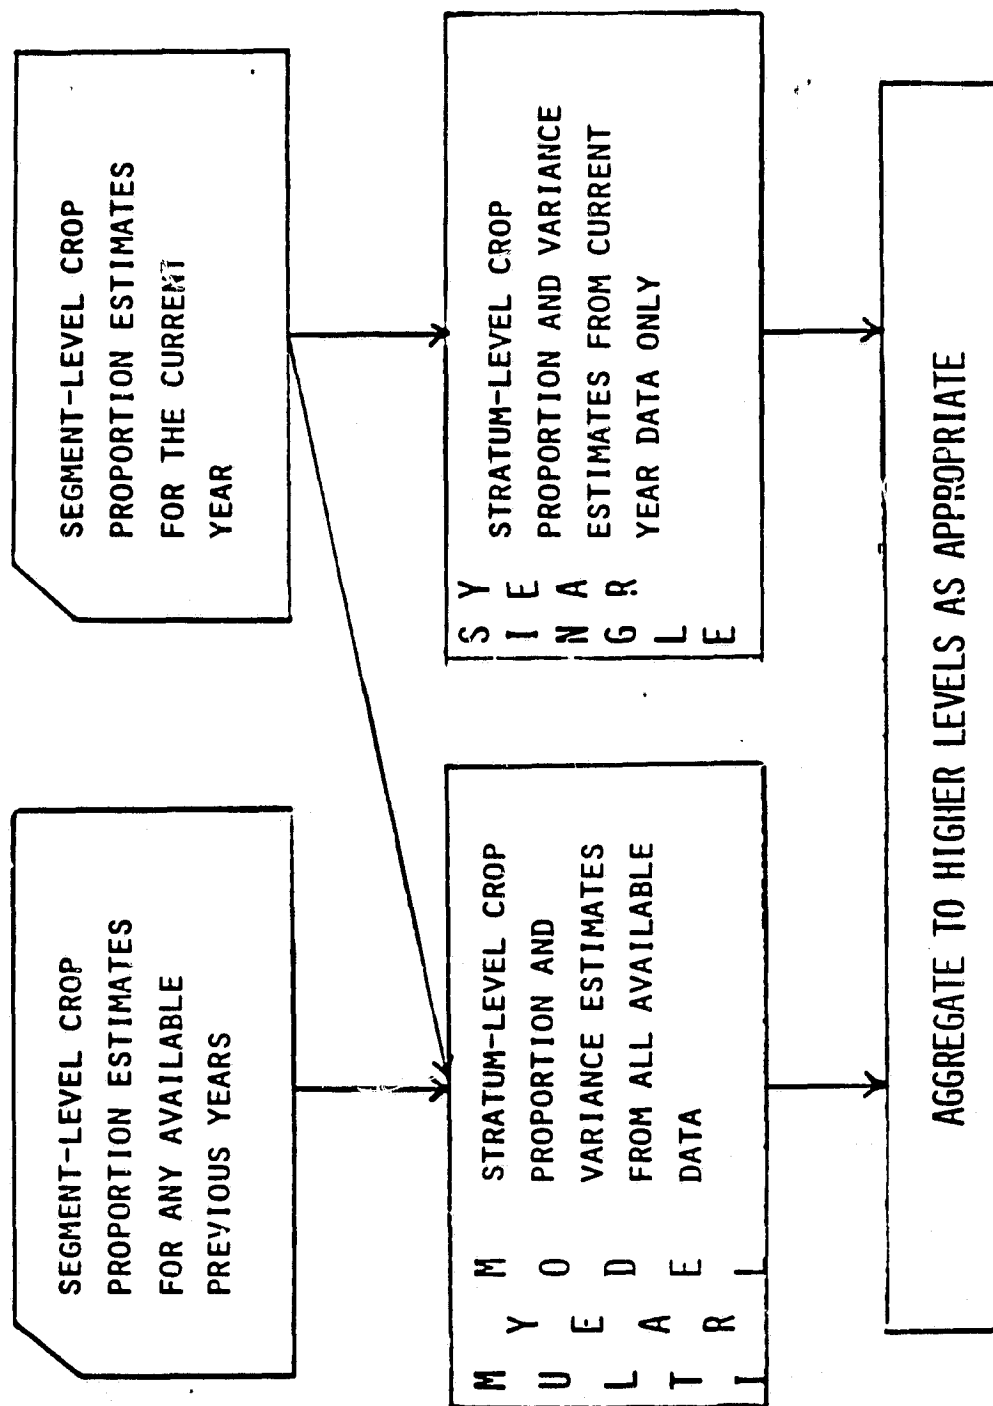 SEGMENT-LEVEL CROP
PROPORTION ESTIMATES
FOR ANY AVAILABLE
PREVIOUS YEARS
SEGMENT-LEVEL CROP
PROPORTION ESTIMATES
FOR THE CURRENT
YEAR
MULTI
YEAR
MODEL
STRATUM-LEVEL CROP
PROPORTION AND
VARIANCE ESTIMATES
FROM ALL AVAILABLE
DATA
SINGLE
YEAR
STRATUM-LEVEL CROP
PROPORTION AND VARIANCE
ESTIMATES FROM CURRENT
YEAR DATA ONLY
AGGREGATE TO HIGHER LEVELS AS APPROPRIATE